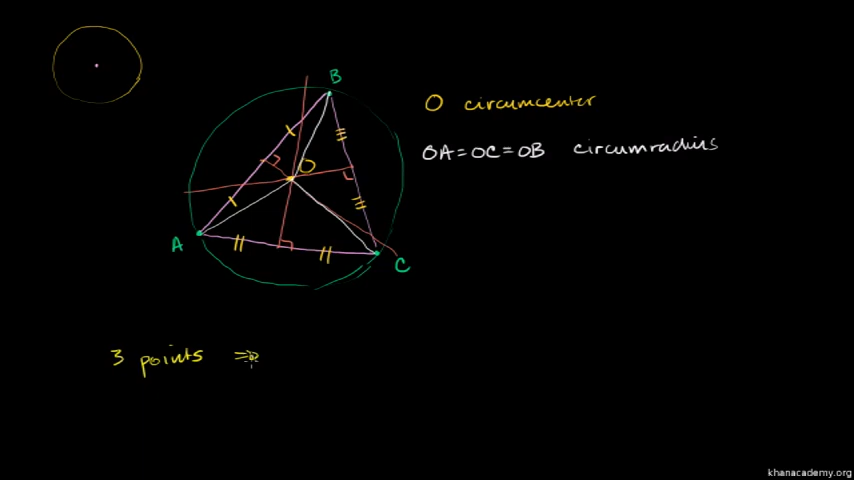 B
O circumcenter
OA=OC=OB circumradius
O
A
C
3 points ⇒
khanacademy.org